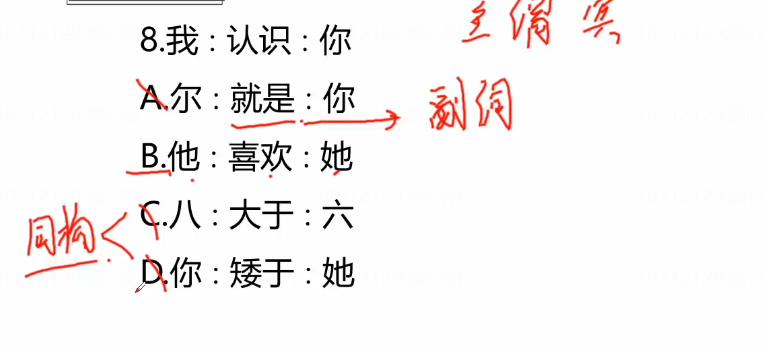 主谓宾
8.我：认识：你
A.尔：就是：你
副词
B.他：喜欢：她
C.八：大于：六
同构
D.你：矮于：她